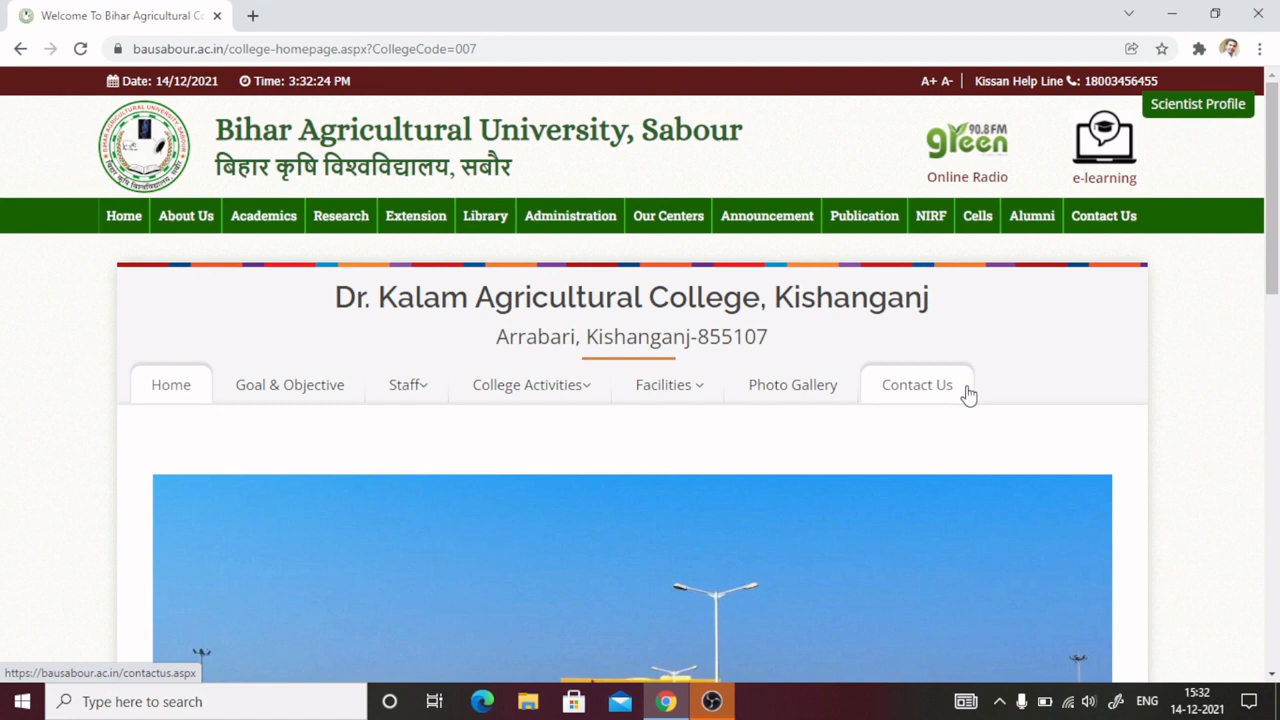 Welcome To Bihar Agricultural Co
bausabour.ac.in/college-homepage.aspx?CollegeCode=007
Date: 14/12/2021 Time: 3:32:24 PM A+ A- Kissan Help Line : 18003456455
Scientist Profile
Bihar Agricultural University, Sabour
बिहार कृषि विश्वविद्यालय, सबौर
90.8 FM
green
Online Radio
e-learning
Home About Us Academics Research Extension Library Administration Our Centers Announcement Publication NIRF Cells Alumni Contact Us
Dr. Kalam Agricultural College, Kishanganj
Arrabari, Kishanganj-855107
Home Goal & Objective Staff College Activities Facilities Photo Gallery Contact Us
https://bausabour.ac.in/contactus.aspx
Type here to search
ENG
15:32
14-12-2021